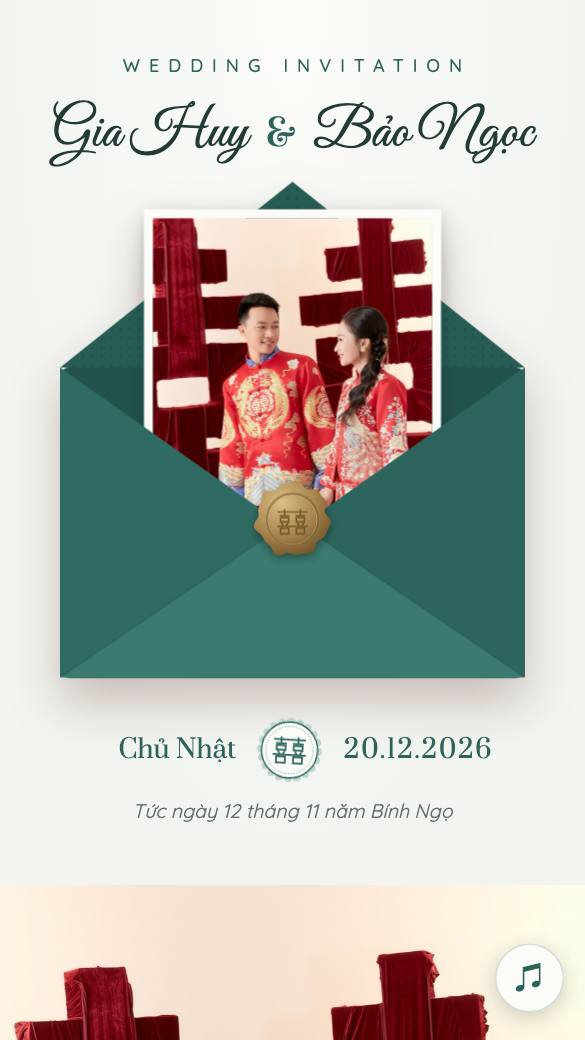 WEDDING INVITATION
Gia Huy & Bảo Ngọc
囍
Chủ Nhật 囍 20.12.2026
Tức ngày 12 tháng 11 năm Bính Ngọ